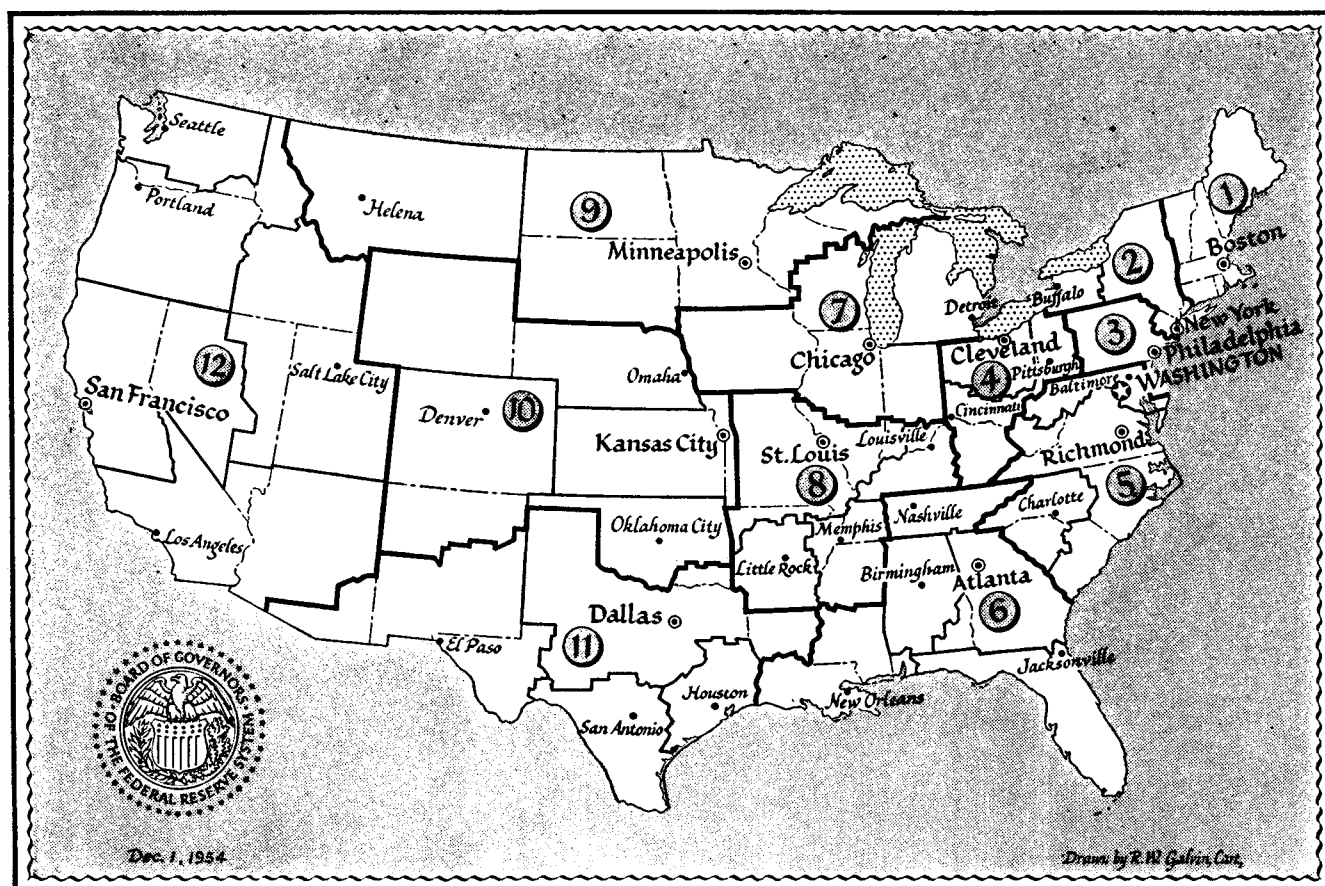 Seattle
Portland
Helena
9
Minneapolis
1
Boston
2
Buffalo
Detroit
7
Chicago
3
New York
Philadelphia
WASHINGTON
Cleveland
Pittsburgh
4
Baltimore
Cincinnati
12
Salt Lake City
San Francisco
Omaha
Denver
10
Kansas City
St. Louis
Louisville
8
Richmond
5
Los Angeles
Oklahoma City
Memphis
Nashville
Charlotte
Little Rock
Birmingham
Atlanta
6
Dallas
11
El Paso
Houston
San Antonio
New Orleans
Jacksonville
BOARD OF GOVERNORS
OF THE FEDERAL RESERVE SYSTEM
Dec. 1, 1954
Drawn by R.W. Galvin, Cart.